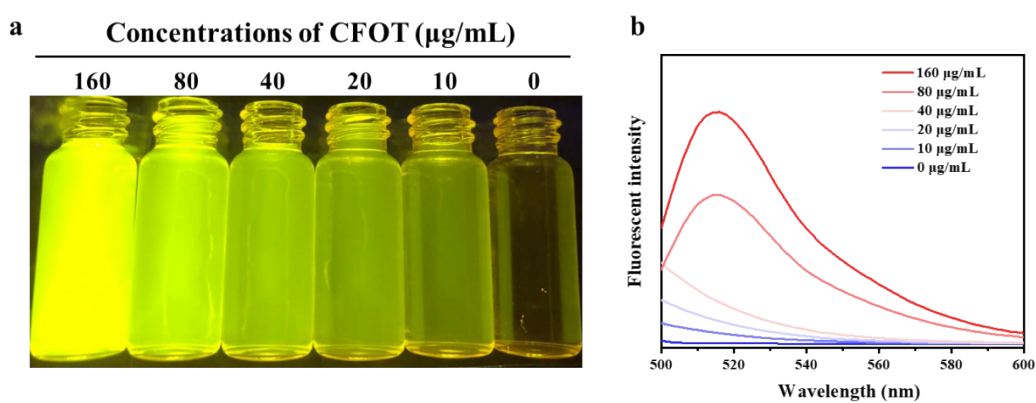 a
Concentrations of CFOT (μg/mL)
160 80 40 20 10 0
b
Fluorescent intensity
160 μg/mL
80 μg/mL
40 μg/mL
20 μg/mL
10 μg/mL
0 μg/mL
500 520 540 560 580 600
Wavelength (nm)